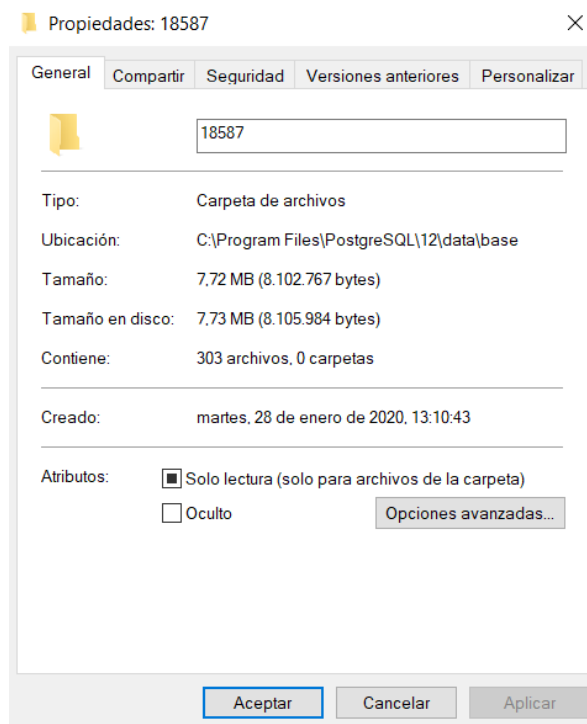 Propiedades: 18587
General Compartir Seguridad Versiones anteriores Personalizar
18587
Tipo: Carpeta de archivos
Ubicación: C:\Program Files\PostgreSQL\12\data\base
Tamaño: 7,72 MB (8.102.767 bytes)
Tamaño en disco: 7,73 MB (8.105.984 bytes)
Contiene: 303 archivos, 0 carpetas
Creado: martes, 28 de enero de 2020, 13:10:43
Atributos: Solo lectura (solo para archivos de la carpeta)
Oculto Opciones avanzadas...
Aceptar Cancelar Aplicar